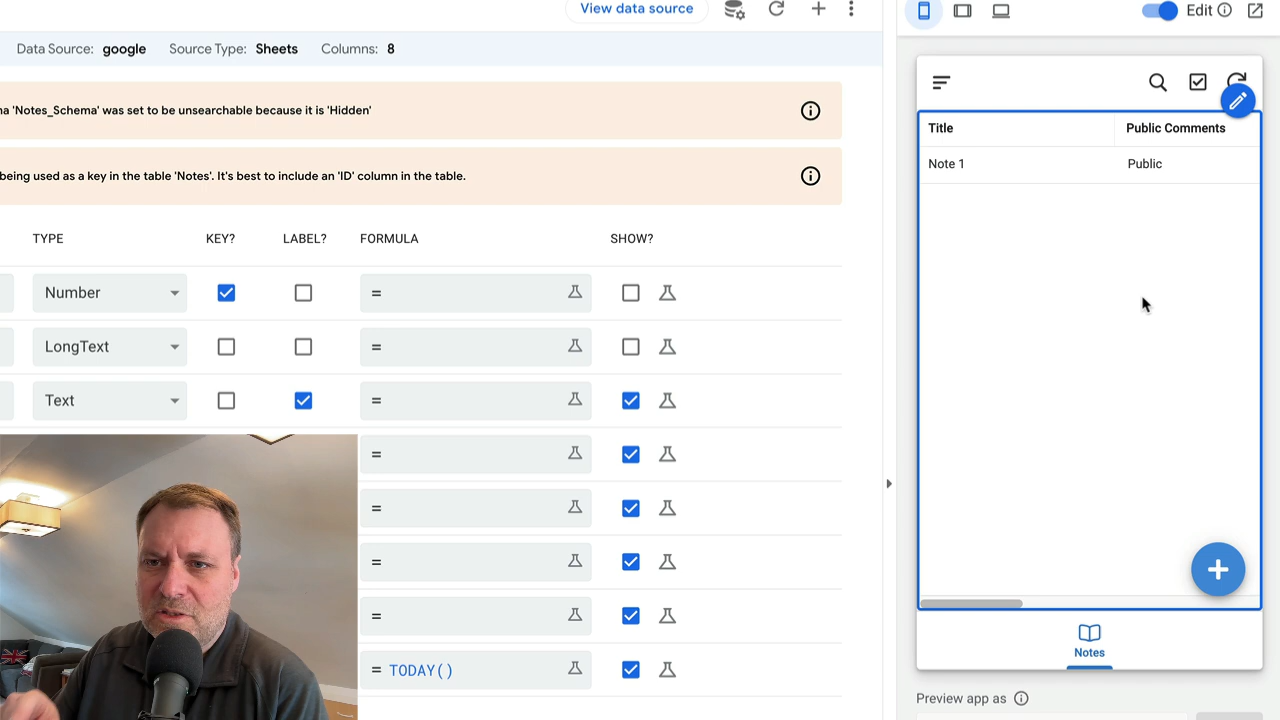 View data source
Edit
Data Source: google Source Type: Sheets Columns: 8
na 'Notes_Schema' was set to be unsearchable because it is 'Hidden'
being used as a key in the table 'Notes'. It's best to include an 'ID' column in the table.
TYPE KEY? LABEL? FORMULA SHOW?
Number =
LongText =
Text =
=
=
=
=
= TODAY()
Title Public Comments
Note 1 Public
Notes
Preview app as